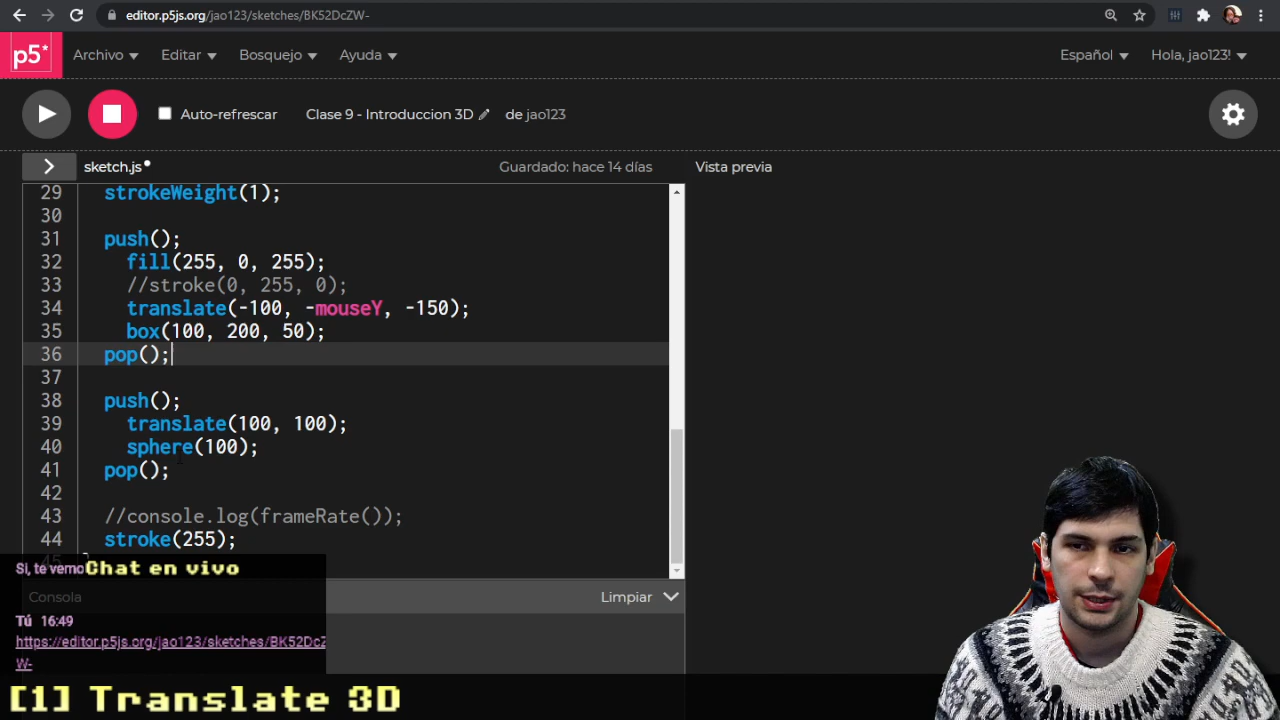 editor.p5js.org/jao123/sketches/BK52DcZW-
p5* Archivo Editar Bosquejo Ayuda Español Hola, jao123!
Auto-refrescar Clase 9 - Introduccion 3D de jao123
sketch.js Guardado: hace 14 días Vista previa
29 strokeWeight(1);
30
31 push();
32 fill(255, 0, 255);
33 //stroke(0, 255, 0);
34 translate(-100, -mouseY, -150);
35 box(100, 200, 50);
36 pop();
37
38 push();
39 translate(100, 100);
40 sphere(100);
41 pop();
42
43 //console.log(frameRate());
44 stroke(255);
Si, te vemo Chat en vivo
Consola Limpiar
Tú 16:49
https://editor.p5js.org/jao123/sketches/BK52DcZ
W-
[1] Translate 3D